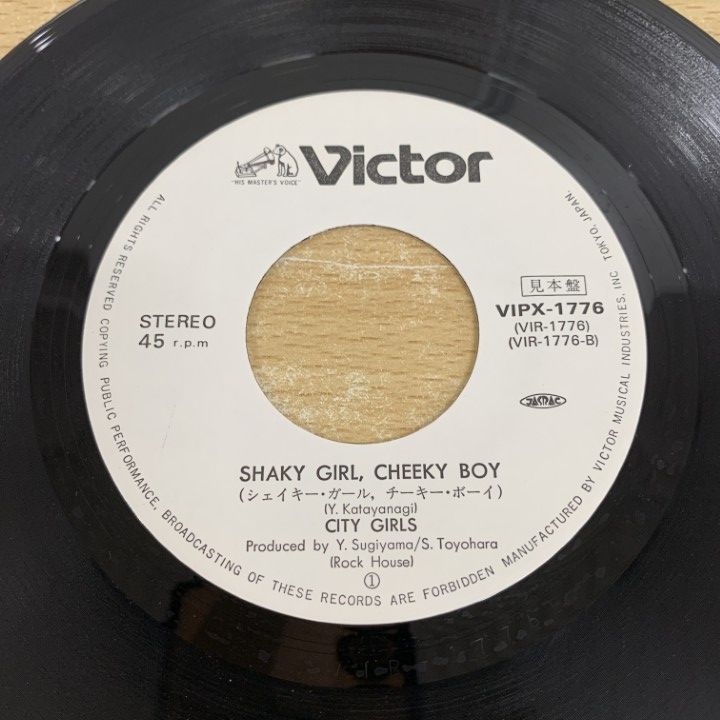 "HIS MASTER'S VOICE"
Victor
見本盤
STEREO
45 r.p.m
VIPX-1776
(VIR-1776)
(VIR-1776-B)
JASRAC
SHAKY GIRL, CHEEKY BOY
(シェイキー・ガール, チーキー・ボーイ)
(Y. Katayanagi)
CITY GIRLS
Produced by Y. Sugiyama/S. Toyohara
(Rock House)
①
ALL RIGHTS RESERVED COPYING PUBLIC PERFORMANCE, BROADCASTING OF THESE RECORDS ARE FORBIDDEN MANUFACTURED BY VICTOR MUSICAL INDUSTRIES, INC TOKYO, JAPAN.